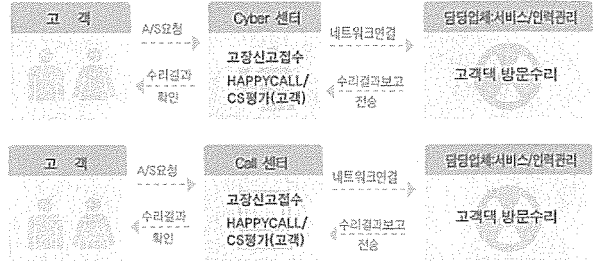 고 객
A/S요청
수리결과
확인
Cyber 센터
고장신고접수
HAPPYCALL/
CS평가(고객)
네트워크연결
수리결과보고
전송
담당업체:서비스/인력관리
고객댁 방문수리
고 객
A/S요청
수리결과
확인
Call 센터
고장신고접수
HAPPYCALL/
CS평가(고객)
네트워크연결
수리결과보고
전송
담당업체:서비스/인력관리
고객댁 방문수리